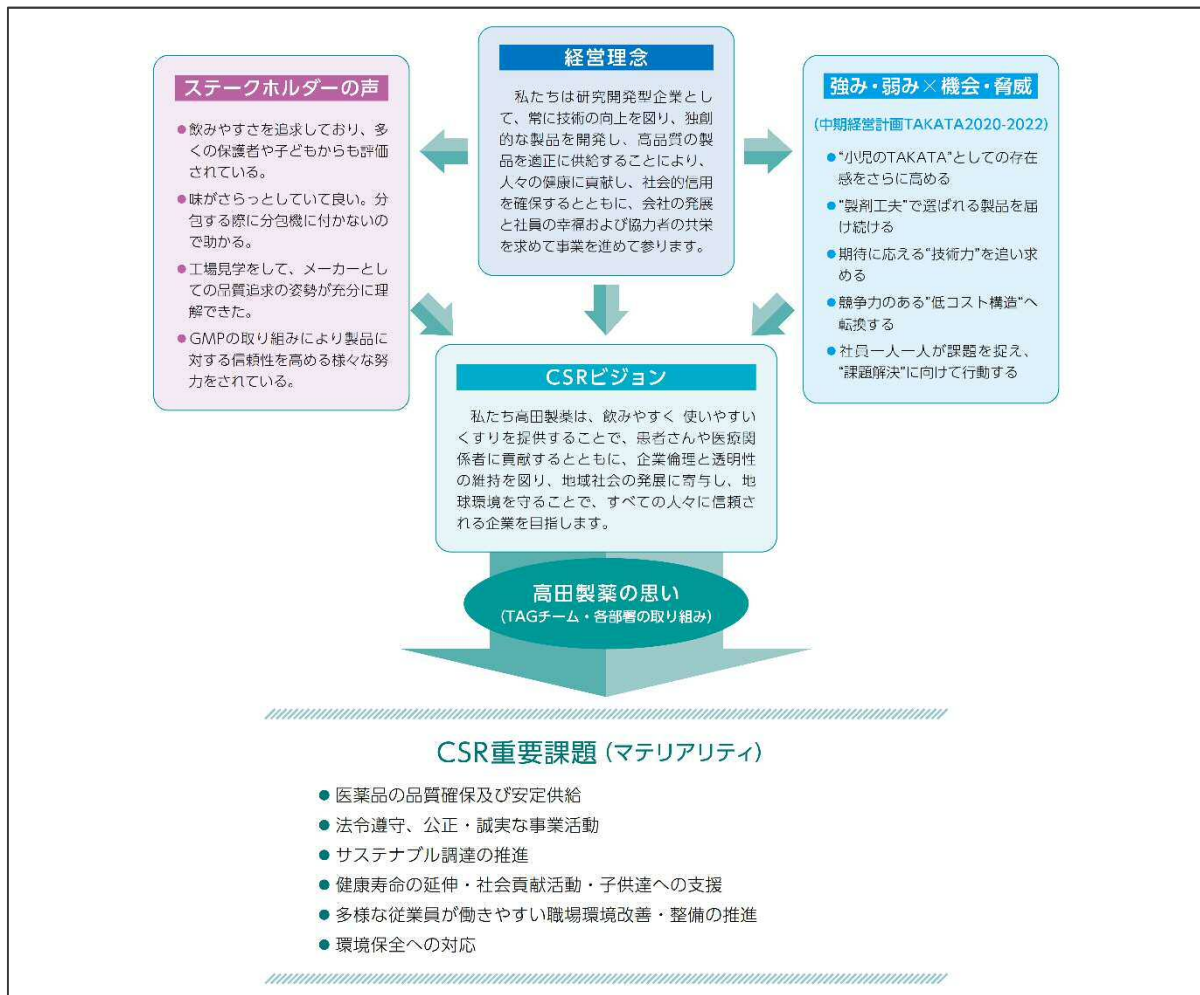 経営理念
私たちは研究開発型企業とし
て、常に技術の向上を図り、独創
的な製品を開発し、高品質の製
品を適正に供給することにより、
人々の健康に貢献し、社会的信用
を確保するとともに、会社の発展
と社員の幸福および協力者の共栄
を求めて事業を進めて参ります。
ステークホルダーの声
●飲みやすさを追求しており、多
くの保護者や子どもからも評価
されている。
●味がさらっとしていて良い。分
包する際に分包機に付かないの
で助かる。
●工場見学をして、メーカーとし
ての品質追求の姿勢が充分に理
解できた。
●GMPの取り組みにより製品に
対する信頼性を高める様々な努
力をされている。
強み・弱み×機会・脅威
(中期経営計画TAKATA2020-2022)
●“小児のTAKATA”としての存在
感をさらに高める
●“製剤工夫”で選ばれる製品を届
け続ける
●期待に応える“技術力”を追い求
める
●競争力のある“低コスト構造“へ
転換する
●社員一人一人が課題を捉え、
“課題解決”に向けて行動する
CSRビジョン
私たち高田製薬は、飲みやすく 使いやすい
くすりを提供することで、患者さんや医療関
係者に貢献するとともに、企業倫理と透明性
の維持を図り、地域社会の発展に寄与し、地
球環境を守ることで、すべての人々に信頼さ
れる企業を目指します。
高田製薬の思い
(TAGチーム・各部署の取り組み)
CSR重要課題(マテリアリティ)
●医薬品の品質確保及び安定供給
●法令遵守、公正・誠実な事業活動
●サステナブル調達の推進
●健康寿命の延伸・社会貢献活動・子供達への支援
●多様な従業員が働きやすい職場環境改善・整備の推進
●環境保全への対応